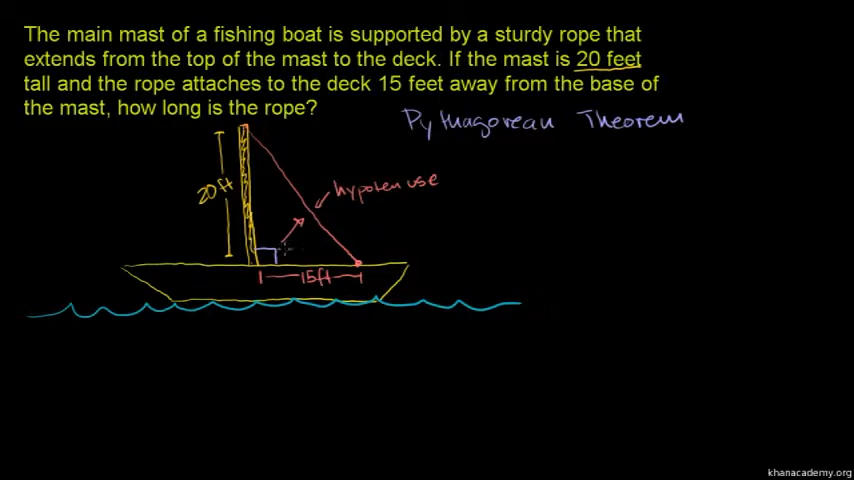 The main mast of a fishing boat is supported by a sturdy rope that
extends from the top of the mast to the deck. If the mast is 20 feet
tall and the rope attaches to the deck 15 feet away from the base of
the mast, how long is the rope?
Pythagorean Theorem
20 ft
hypotenuse
15ft
khanacademy.org